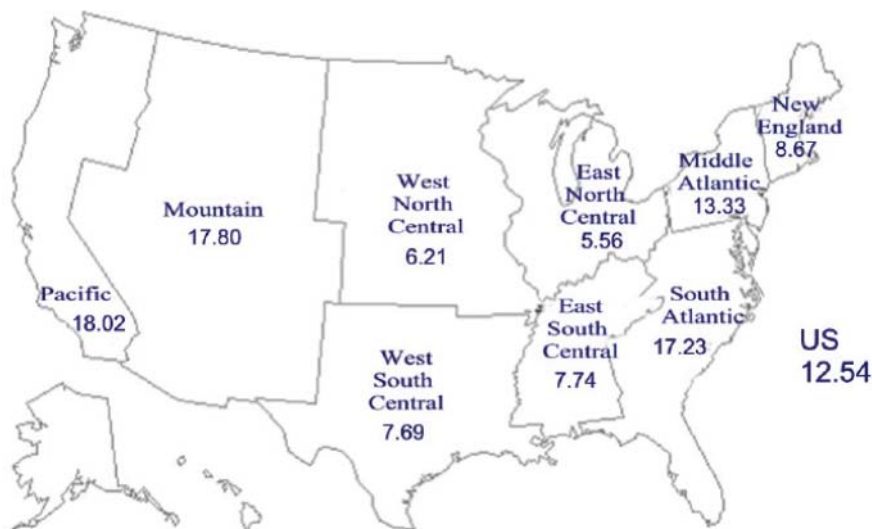 New
England
8.67
Middle
Atlantic
13.33
East
North
Central
5.56
West
North
Central
6.21
Mountain
17.80
Pacific
18.02
South
Atlantic
17.23
East
South
Central
7.74
West
South
Central
7.69
US
12.54